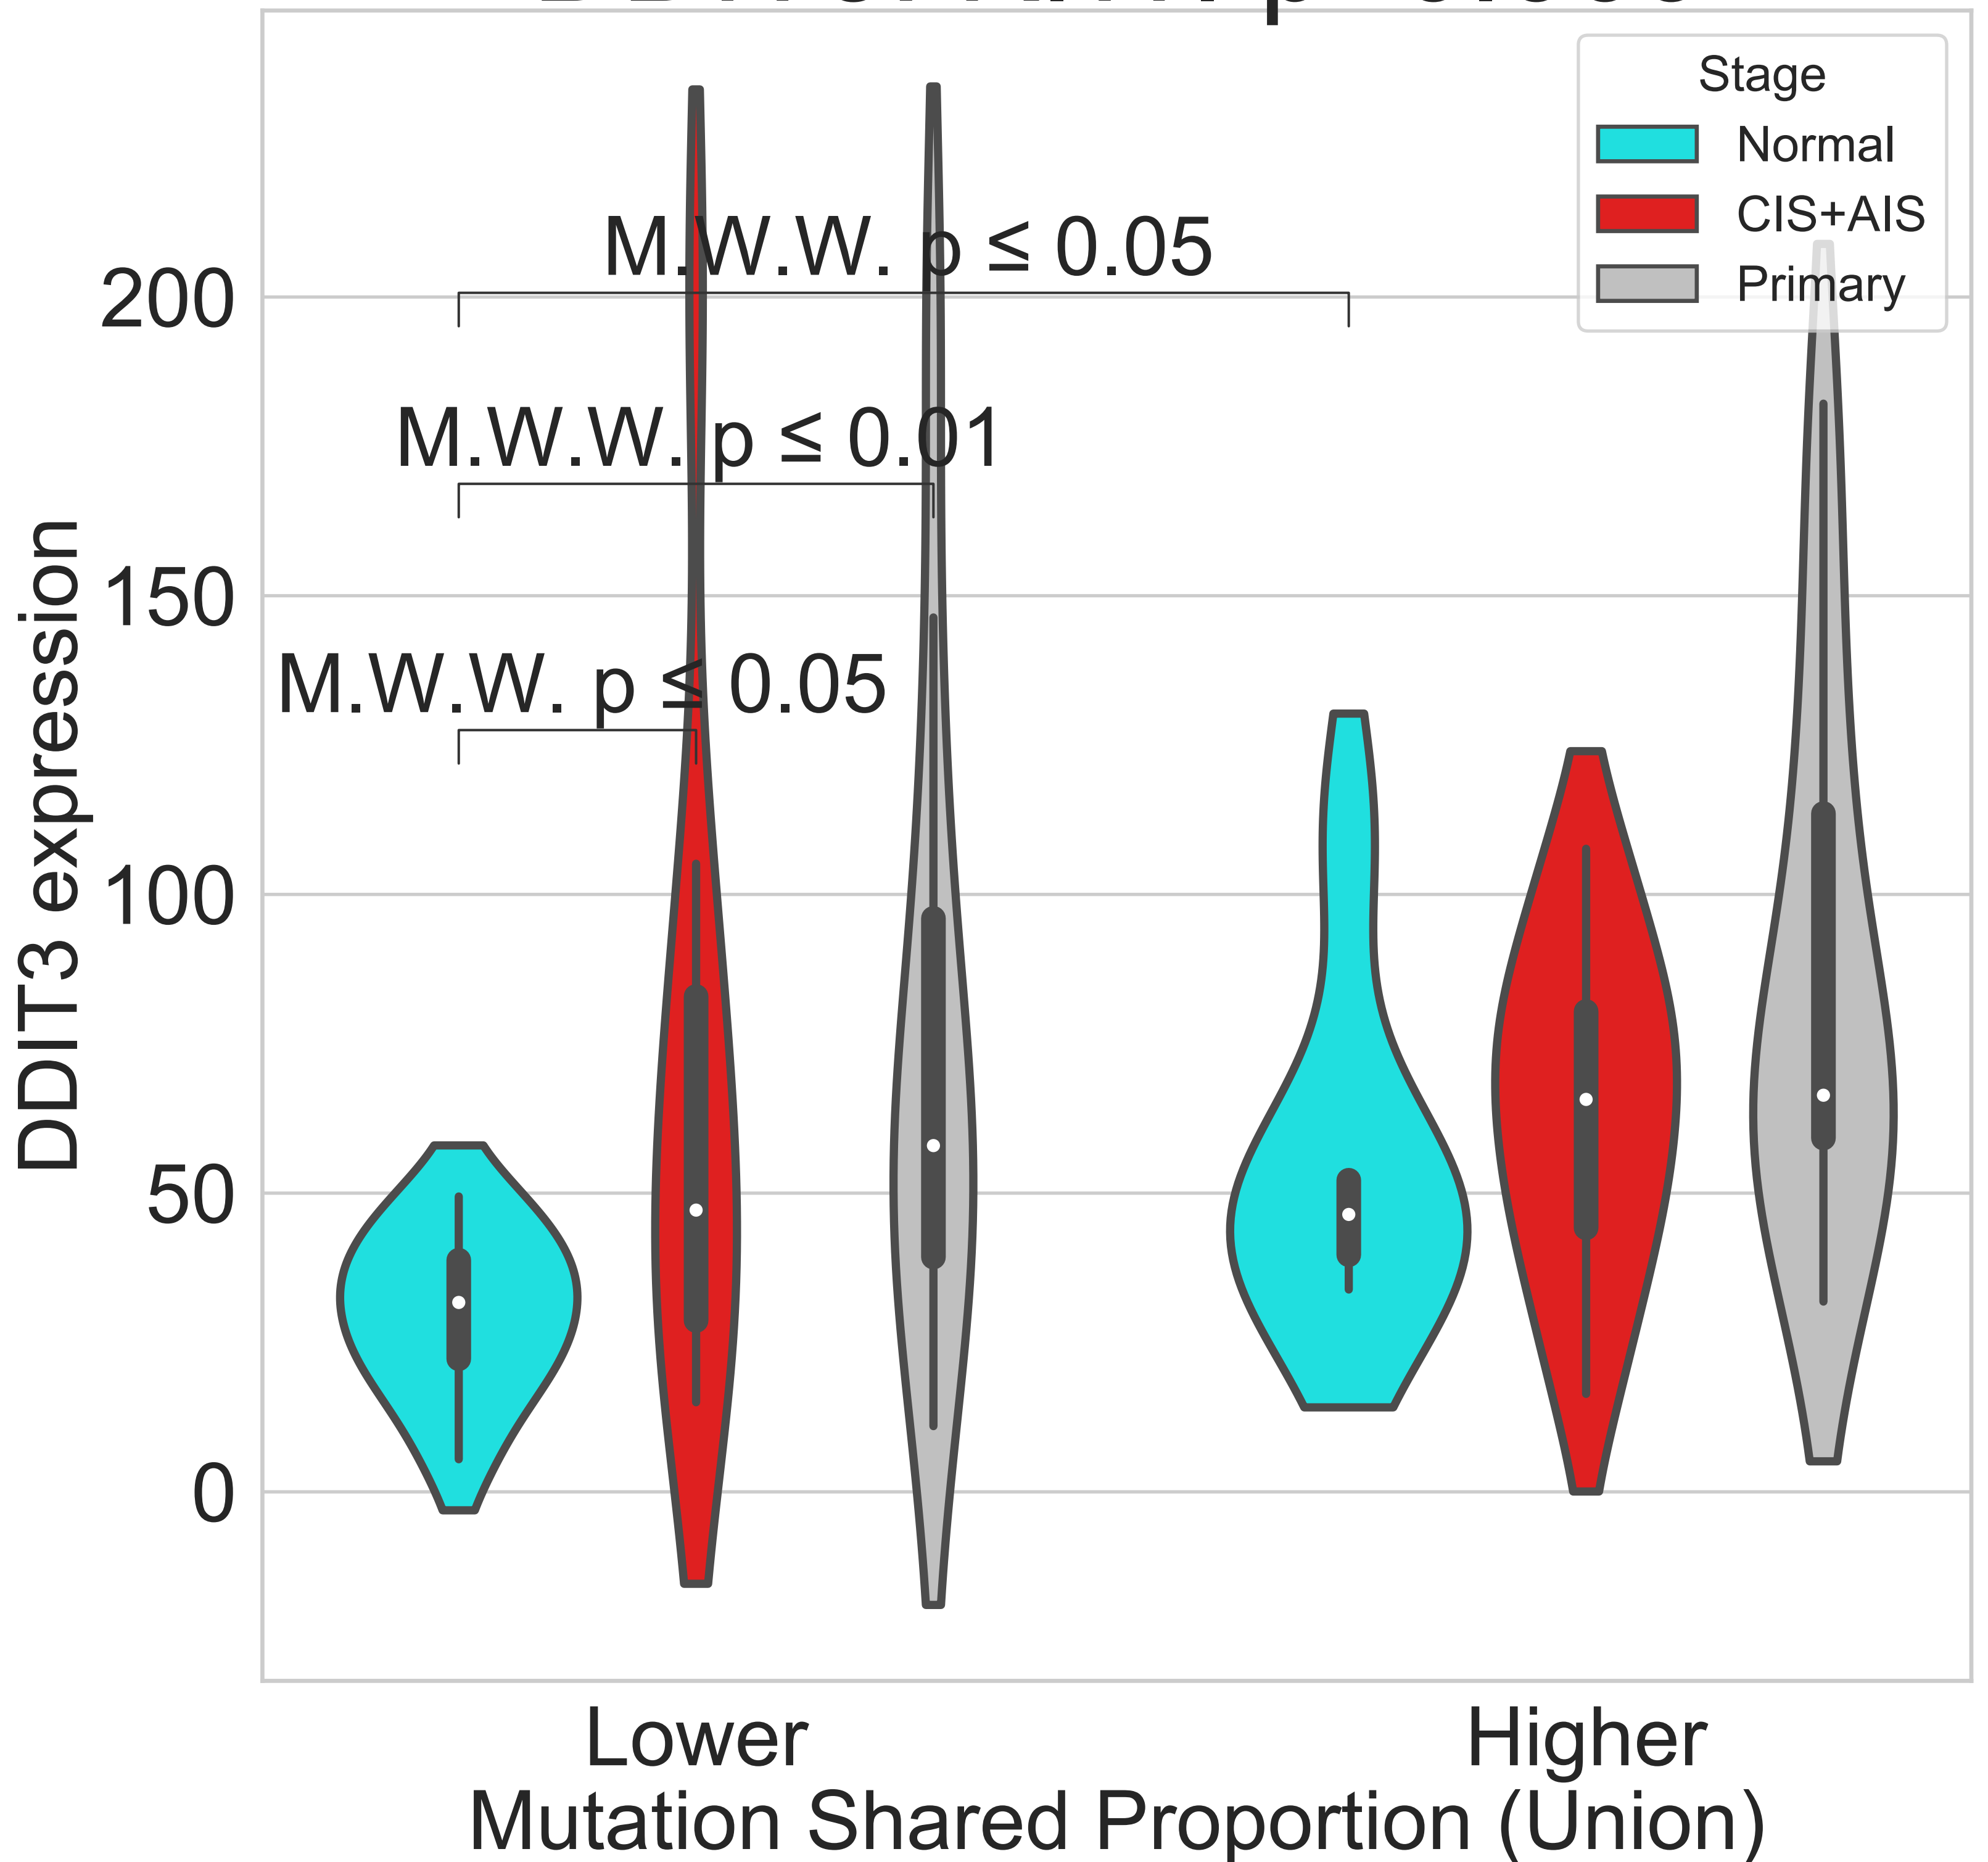 Stage
Normal
CIS+AIS
Primary
M.W.W. p ≤ 0.05
M.W.W. p ≤ 0.01
M.W.W. p ≤ 0.05
200
150
100
50
0
DDIT3 expression
Lower
Higher
Mutation Shared Proportion (Union)